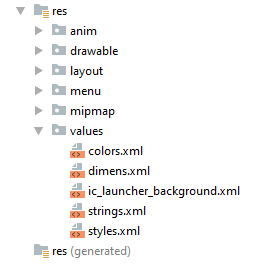 res
anim
drawable
layout
menu
mipmap
values
colors.xml
dimens.xml
ic_launcher_background.xml
strings.xml
styles.xml
res (generated)